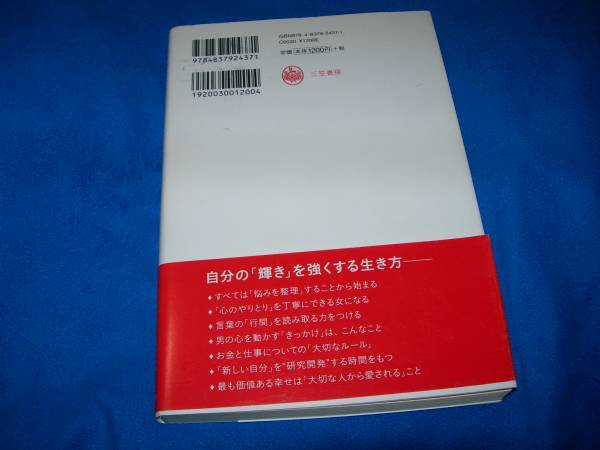 9784837924371
1920030012004
ISBN978-4-8379-2437-1
C0030 ¥1200E
定価 本体1200円 +税
三笠書房
自分の「輝き」を強くする生き方——
◆すべては「悩みを整理」することから始まる
◆「心のやりとり」を丁寧にできる女になる
◆言葉の「行間」を読み取る力をつける
◆男の心を動かす「きっかけ」は、こんなこと
◆お金と仕事についての「大切なルール」
◆「新しい自分」を“研究開発”する時間をもつ
◆最も価値ある幸せは「大切な人から愛される」こと